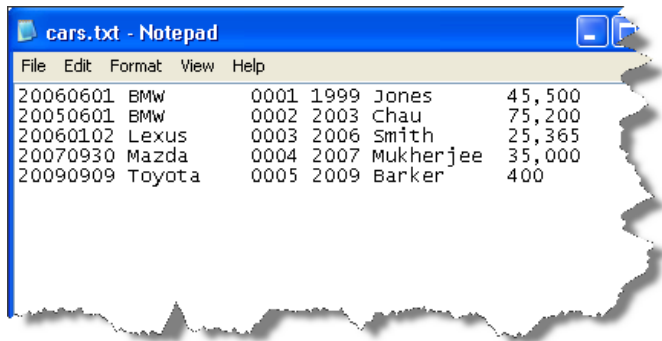 cars.txt - Notepad
File Edit Format View Help
20060601 BMW 0001 1999 Jones 45,500
20050601 BMW 0002 2003 Chau 75,200
20060102 Lexus 0003 2006 Smith 25,365
20070930 Mazda 0004 2007 Mukherjee 35,000
20090909 Toyota 0005 2009 Barker 400